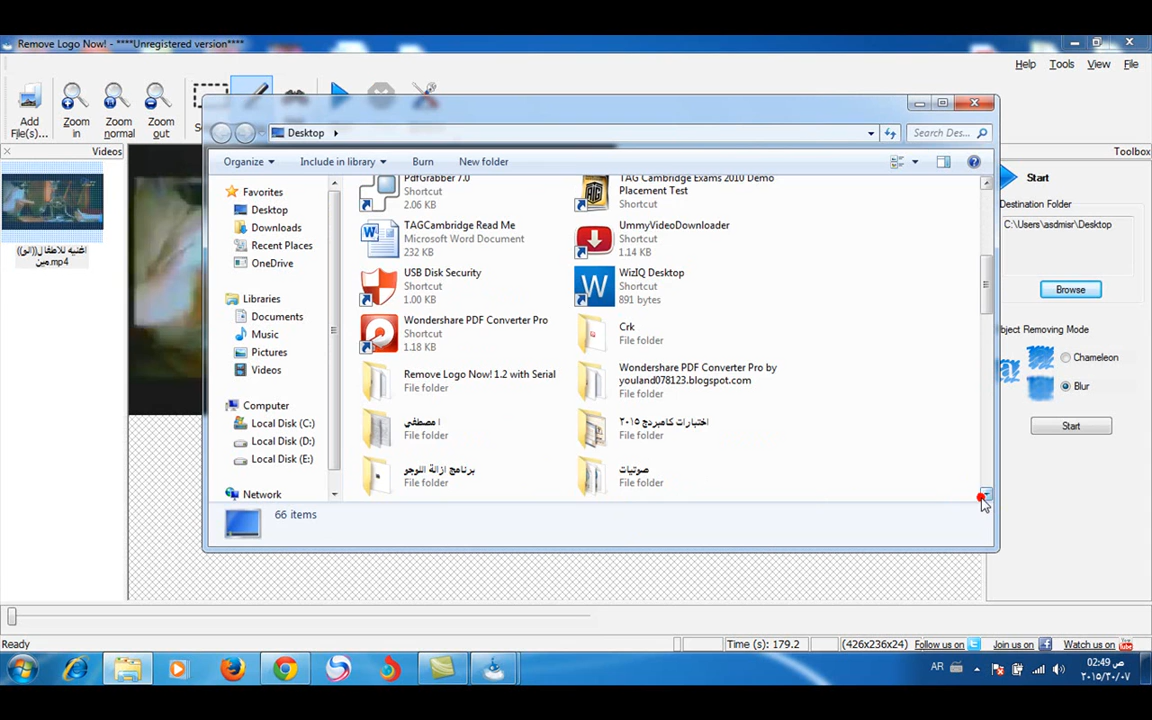 Remove Logo Now! - ****Unregistered version****
Help Tools View File
Add
File(s)...
Zoom
in
Zoom
normal
Zoom
out
Videos
اغنيه للاطفال((الو))
مين.mp4
Desktop
Search Des...
Organize Include in library Burn New folder
Favorites
Desktop
Downloads
Recent Places
OneDrive
Libraries
Documents
Music
Pictures
Videos
Computer
Local Disk (C:)
Local Disk (D:)
Local Disk (E:)
Network
PdfGrabber 7.0
Shortcut
2.06 KB
TAG Cambridge Exams 2010 Demo
Placement Test
Shortcut
TAGCambridge Read Me
Microsoft Word Document
232 KB
UmmyVideoDownloader
Shortcut
1.14 KB
USB Disk Security
Shortcut
1.00 KB
WizIQ Desktop
Shortcut
891 bytes
Wondershare PDF Converter Pro
Shortcut
1.18 KB
Crk
File folder
Remove Logo Now! 1.2 with Serial
File folder
Wondershare PDF Converter Pro by
youland078123.blogspot.com
File folder
ا مصطفي
File folder
اختبارات كامبردج ٢٠١٥
File folder
برنامج ازالة اللوجو
File folder
صوتيات
File folder
66 items
Toolbox
Start
Destination Folder
C:\Users\asdmisr\Desktop
Browse
bject Removing Mode
Chameleon
Blur
Start
Ready
Time (s): 179.2
(426x236x24)
Follow us on
Join us on
Watch us on
AR
02:49 ص